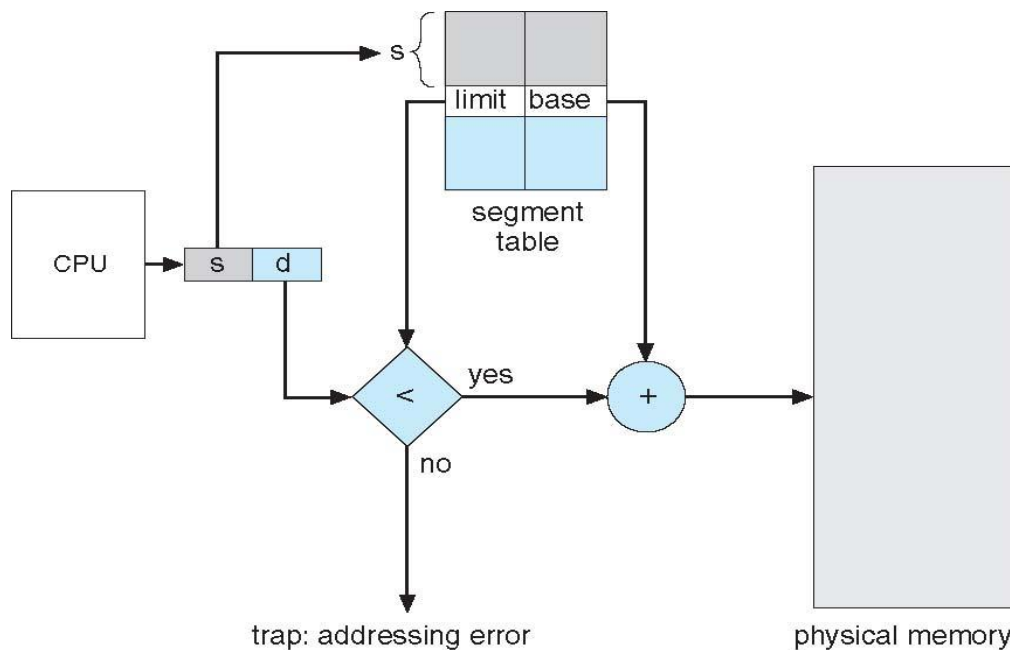 s
limit base
segment
table
CPU
s d
<
yes
+
no
trap: addressing error
physical memory